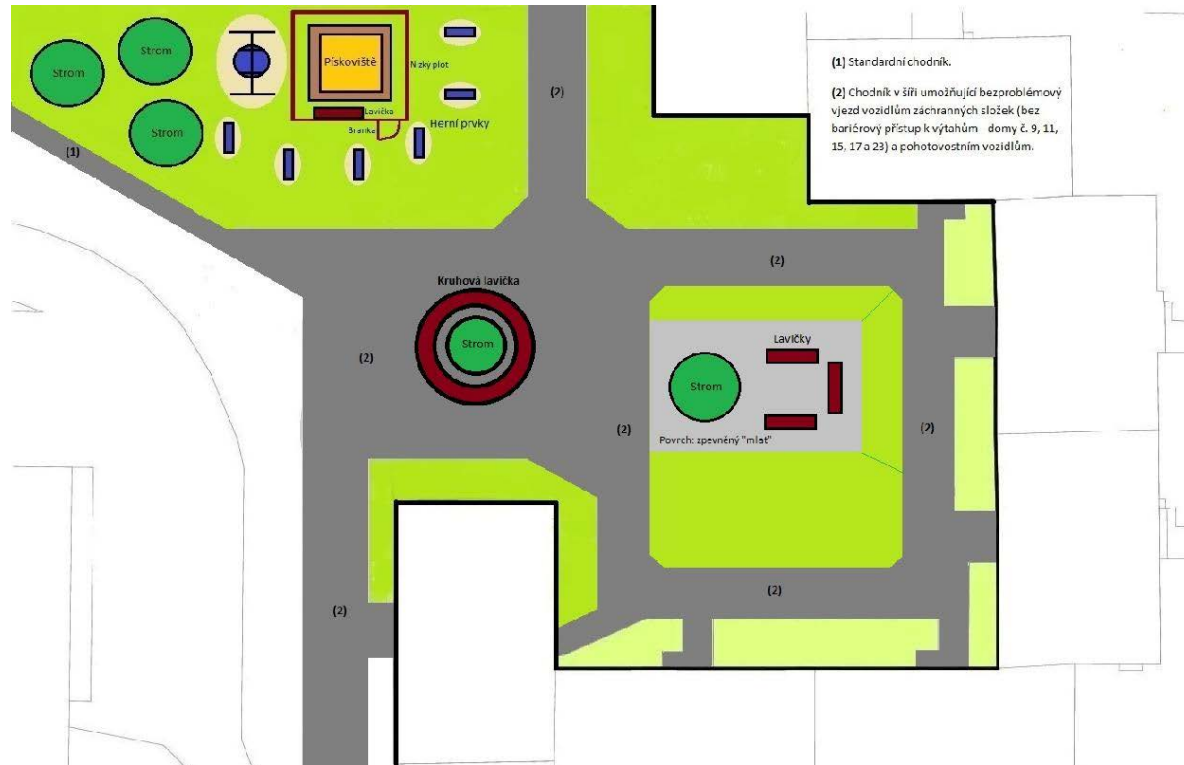 Strom
Strom
Strom
Pískoviště
Nízký plot
Lavička
Branka
Herní prvky
(1)
(2)
(1) Standardní chodník.
(2) Chodník v šíři umožňující bezproblémový
vjezd vozidlům záchranných složek (bez
bariérový přístup k výtahům - domy č. 9, 11,
15, 17 a 23) a pohotovostním vozidlům.
(2)
Kruhová lavička
Strom
(2)
Lavičky
Strom
Povrch: zpevněný "mlat"
(2)
(2)
(2)
(2)